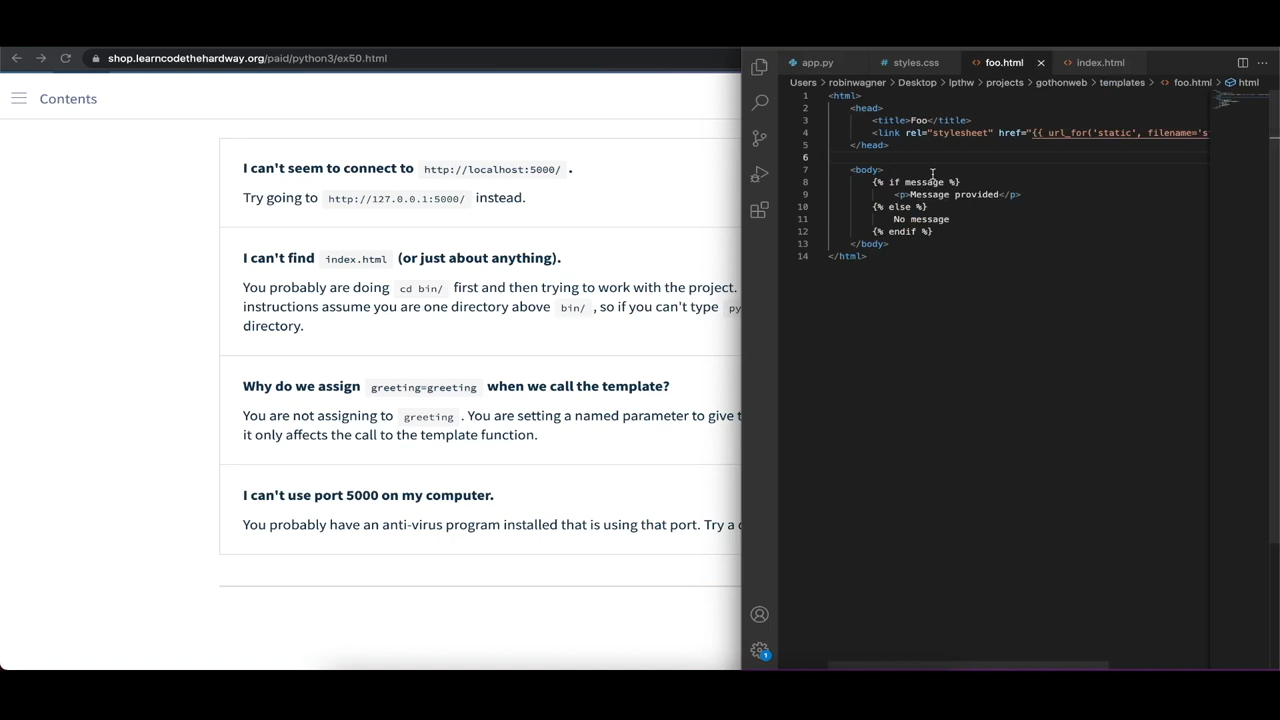 shop.learncodethehardway.org/paid/python3/ex50.html
Contents
I can't seem to connect to http://localhost:5000/ .
Try going to http://127.0.0.1:5000/ instead.
I can't find index.html (or just about anything).
You probably are doing cd bin/ first and then trying to work with the project.
instructions assume you are one directory above bin/ , so if you can't type py
directory.
Why do we assign greeting=greeting when we call the template?
You are not assigning to greeting . You are setting a named parameter to give t
it only affects the call to the template function.
I can't use port 5000 on my computer.
You probably have an anti-virus program installed that is using that port. Try a d
app.py # styles.css <> foo.html <> index.html
Users > robinwagner > Desktop > lpthw > projects > gothonweb > templates > <> foo.html > html
1 <html>
2 <head>
3 <title>Foo</title>
4 <link rel="stylesheet" href="{{ url_for('static', filename='s
5 </head>
6
7 <body>
8 {% if message %}
9 <p>Message provided</p>
10 {% else %}
11 No message
12 {% endif %}
13 </body>
14 </html>
1